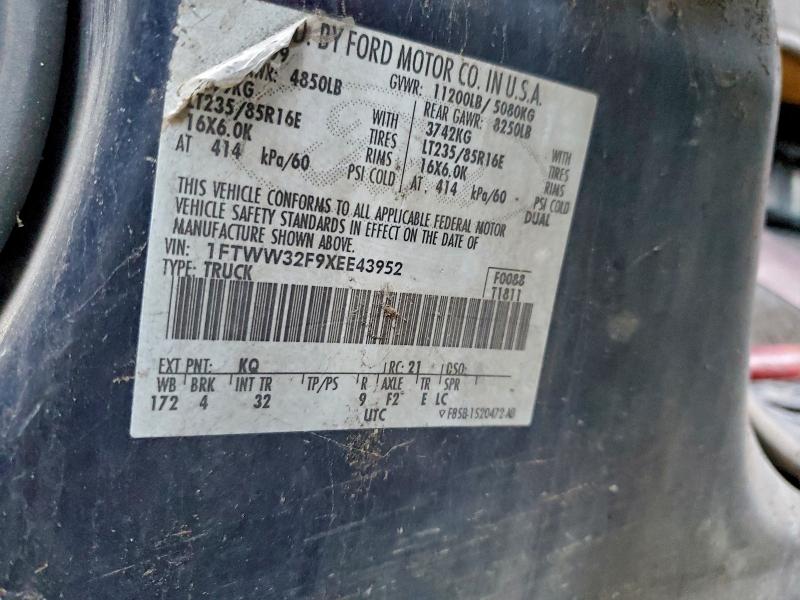 . BY FORD MOTOR CO. IN U.S.A.
9
GVWR: 11200LB/ 5080KG
WR: 4850LB
REAR GAWR: 8250LB
KG
WITH
3742KG
WITH
LT235/85R16E
TIRES
LT235/85R16E
TIRES
16X6.0K
RIMS
16X6.0K
RIMS
AT 414 kPa/60 PSI COLD
AT 414 kPa/60 PSI COLD
DUAL
THIS VEHICLE CONFORMS TO ALL APPLICABLE FEDERAL MOTOR
VEHICLE SAFETY STANDARDS IN EFFECT ON THE DATE OF
MANUFACTURE SHOWN ABOVE.
VIN: 1FTWW32F9XEE43952
TYPE: TRUCK
F0088
T1811
EXT PNT: KQ RC: 21 DSO:
WB BRK INT TR TP/PS R AXLE TR SPR
172 4 32 9 F2 E LC
UTC
F85B-1520472-AB